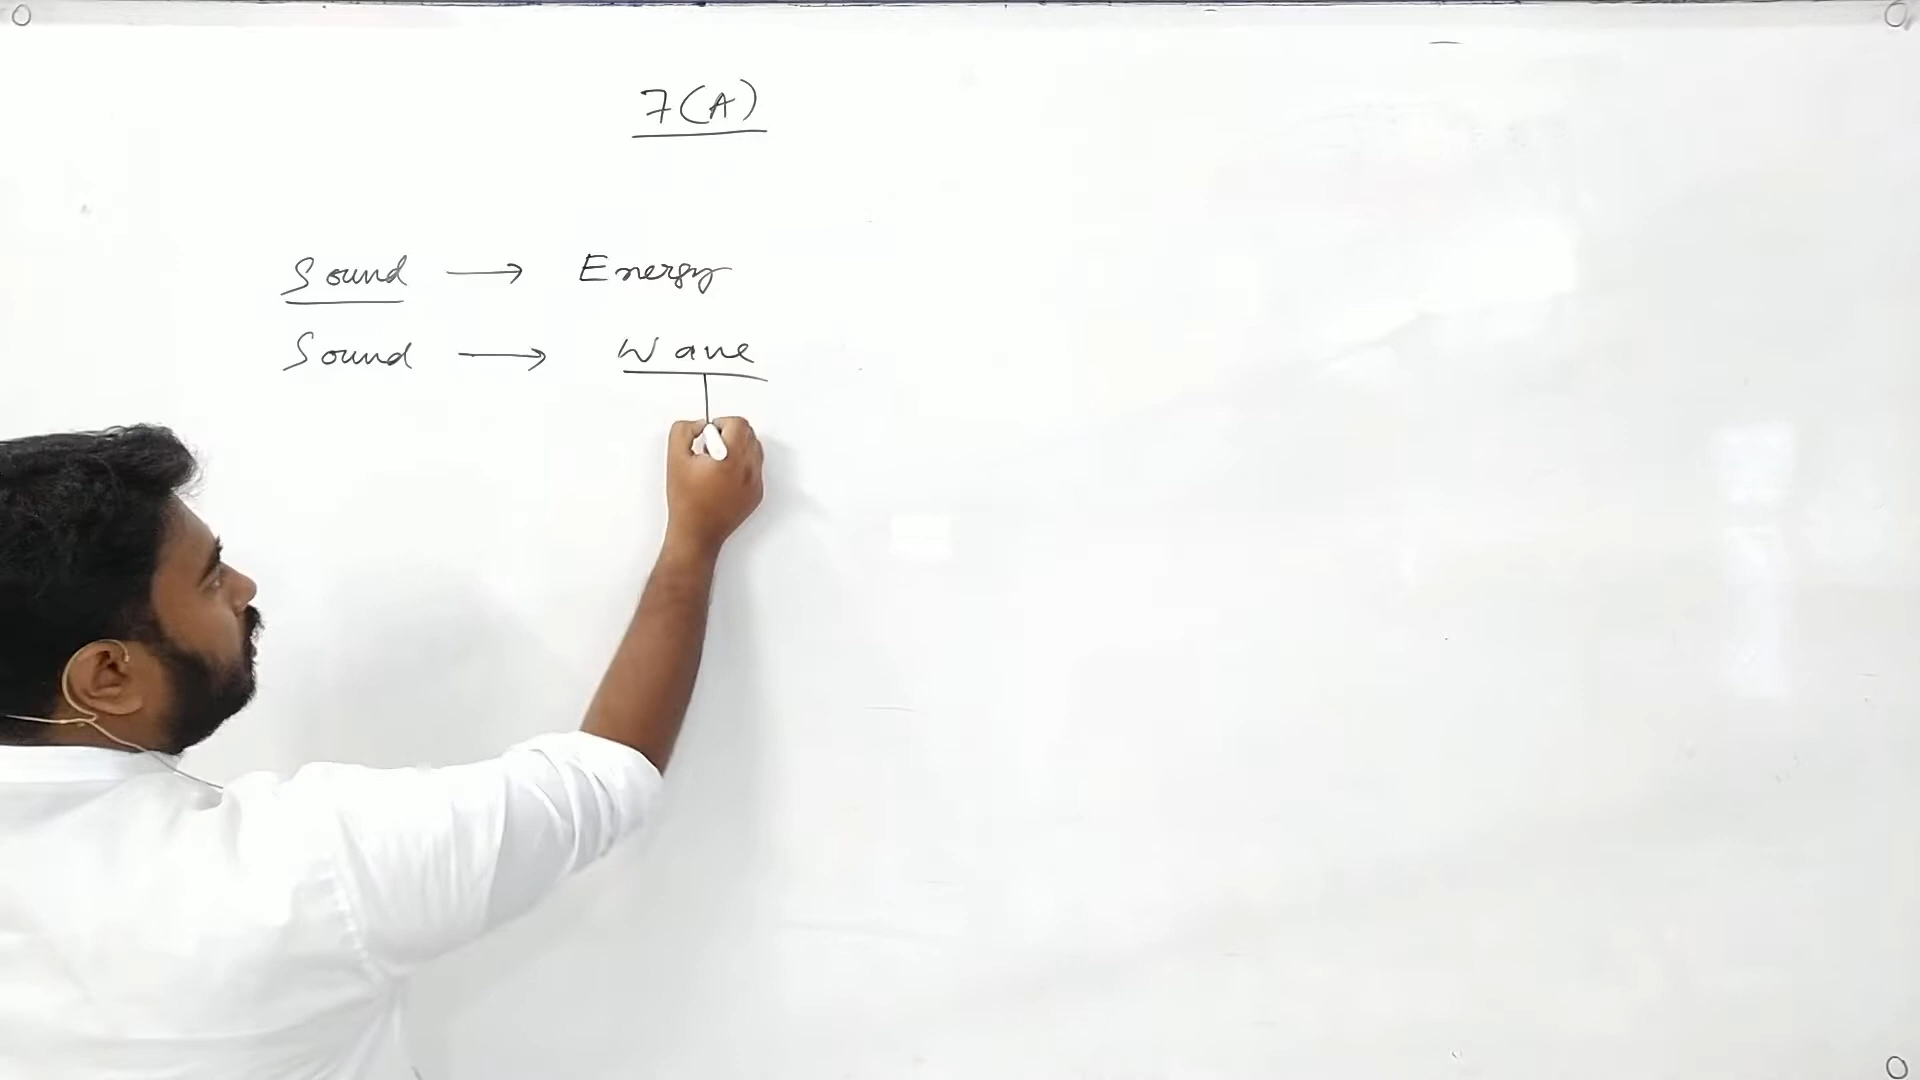 7(A)
Sound → Energy
Sound → Wave